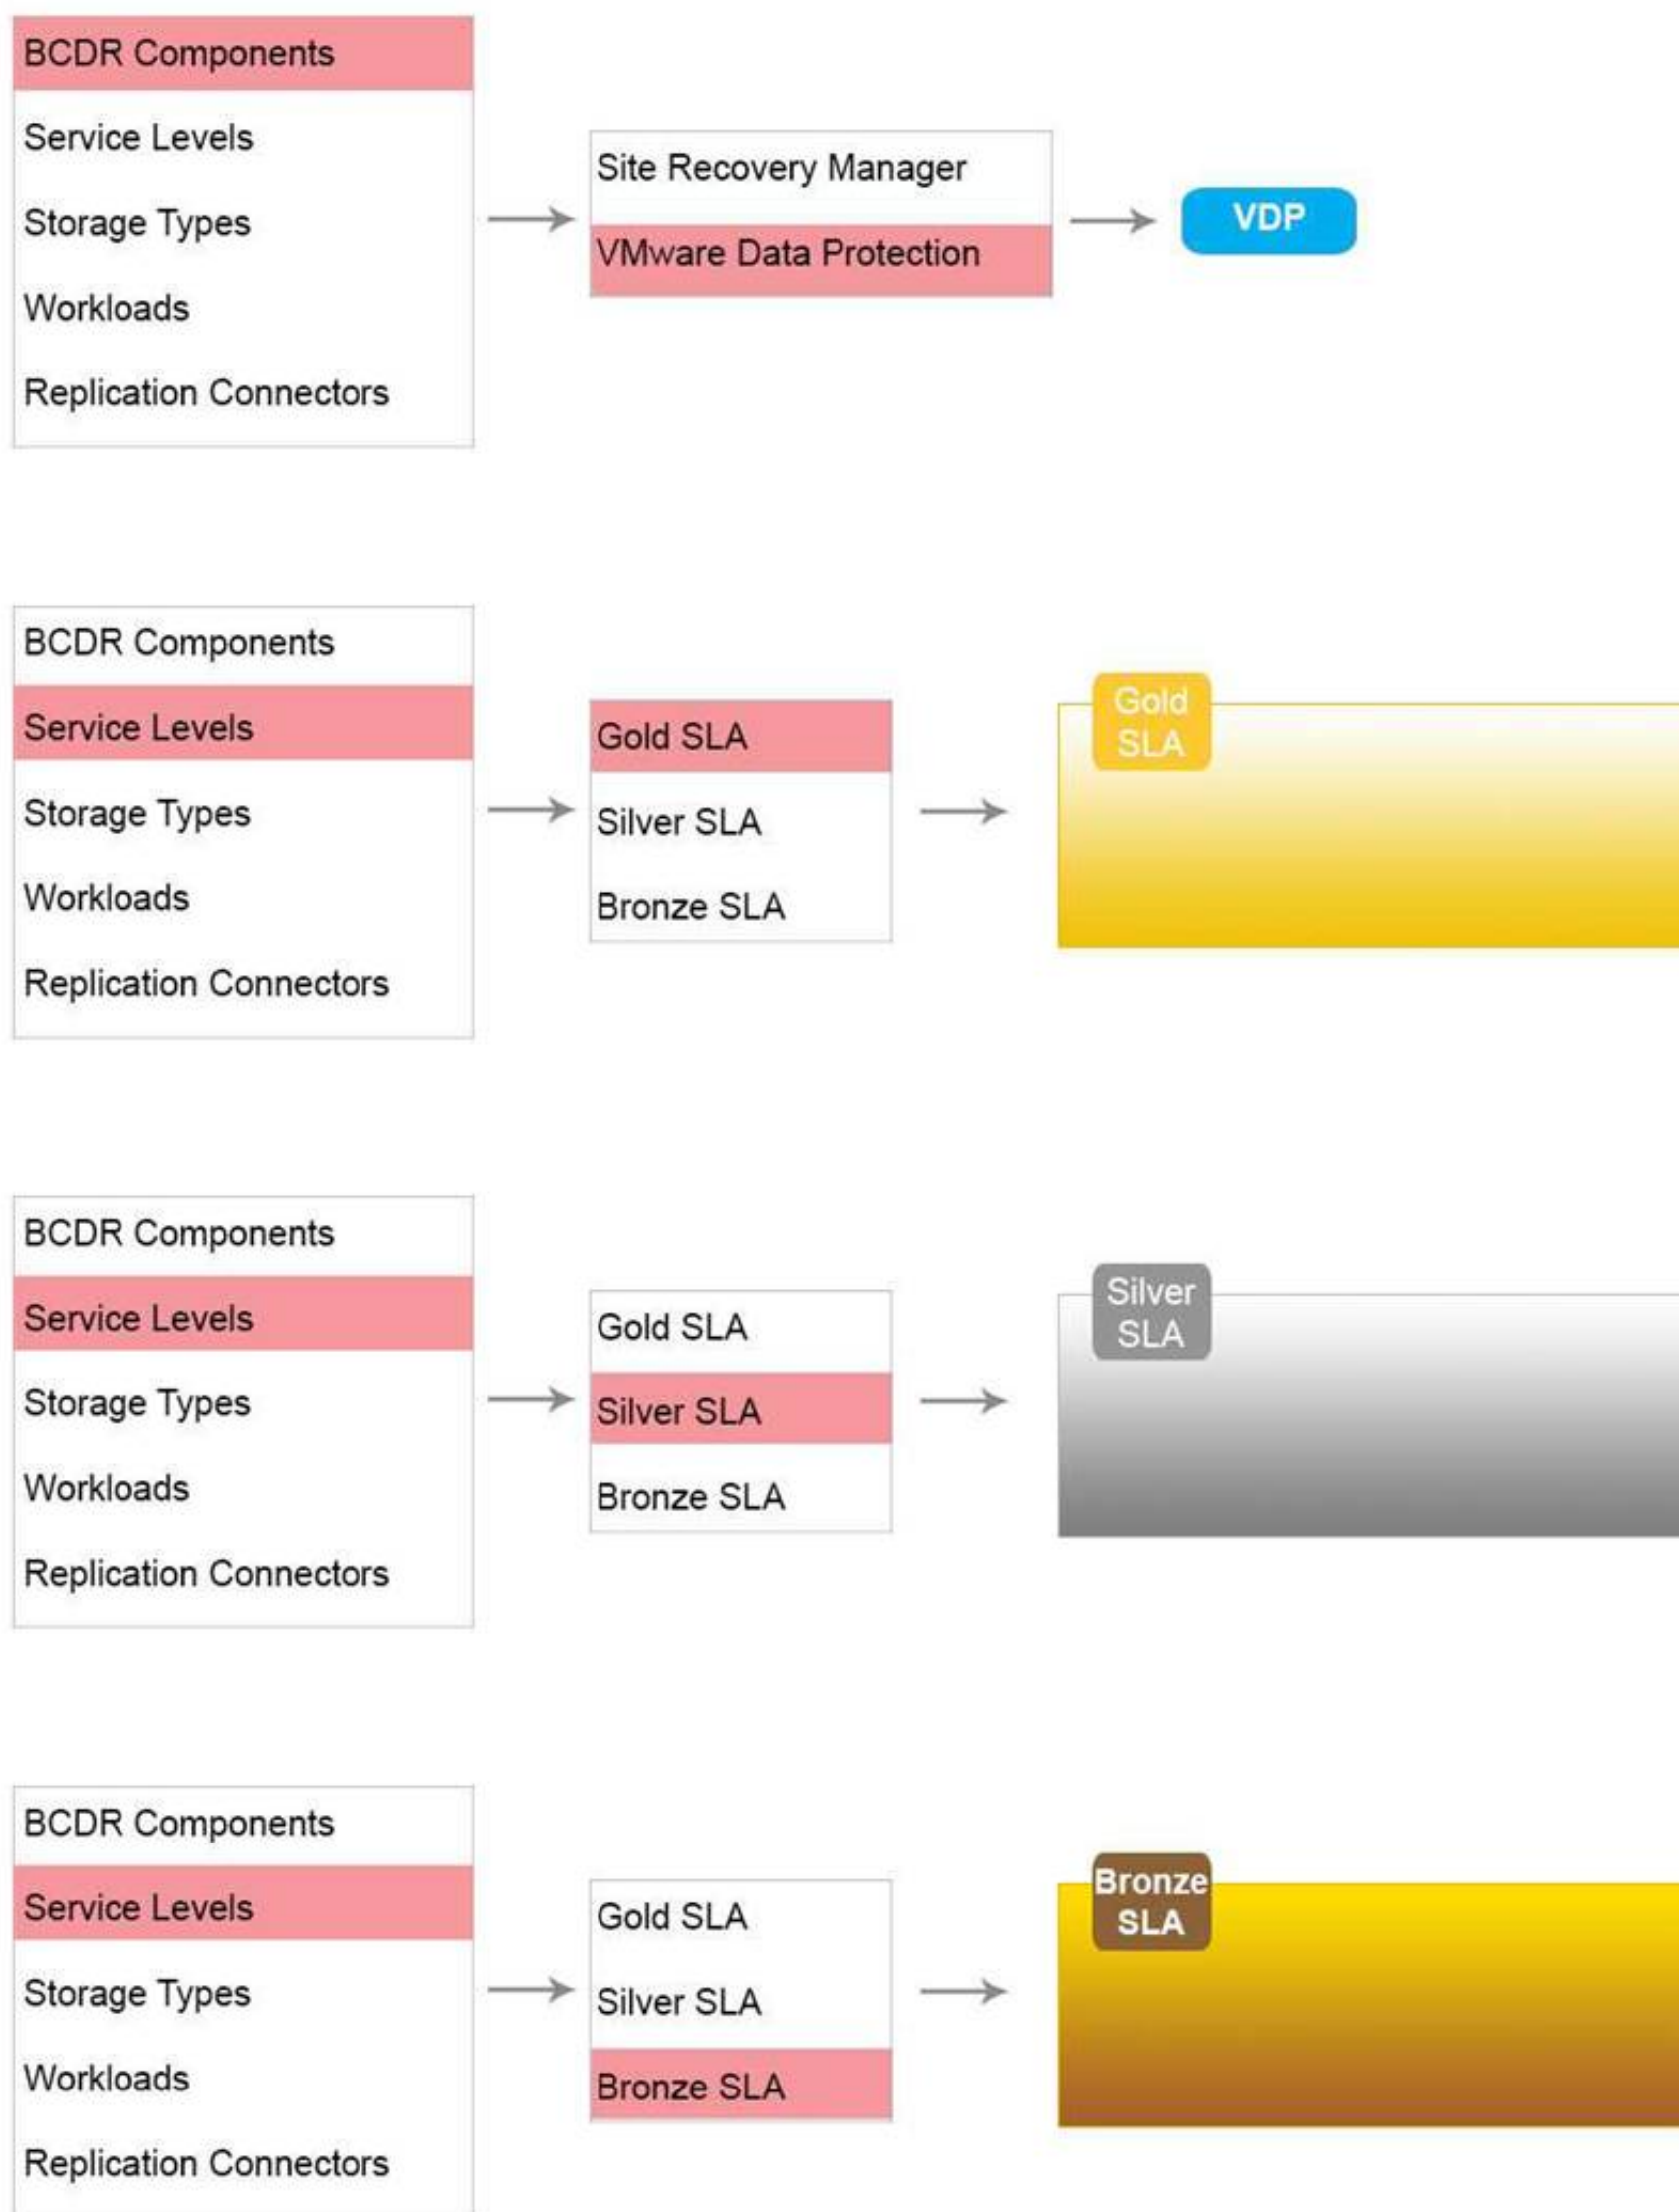 BCDR Components
Service Levels
Storage Types
Workloads
Replication Connectors
Site Recovery Manager
VMware Data Protection
VDP
BCDR Components
Service Levels
Storage Types
Workloads
Replication Connectors
Gold SLA
Silver SLA
Bronze SLA
Gold
SLA
BCDR Components
Service Levels
Storage Types
Workloads
Replication Connectors
Gold SLA
Silver SLA
Bronze SLA
Silver
SLA
BCDR Components
Service Levels
Storage Types
Workloads
Replication Connectors
Gold SLA
Silver SLA
Bronze SLA
Bronze
SLA